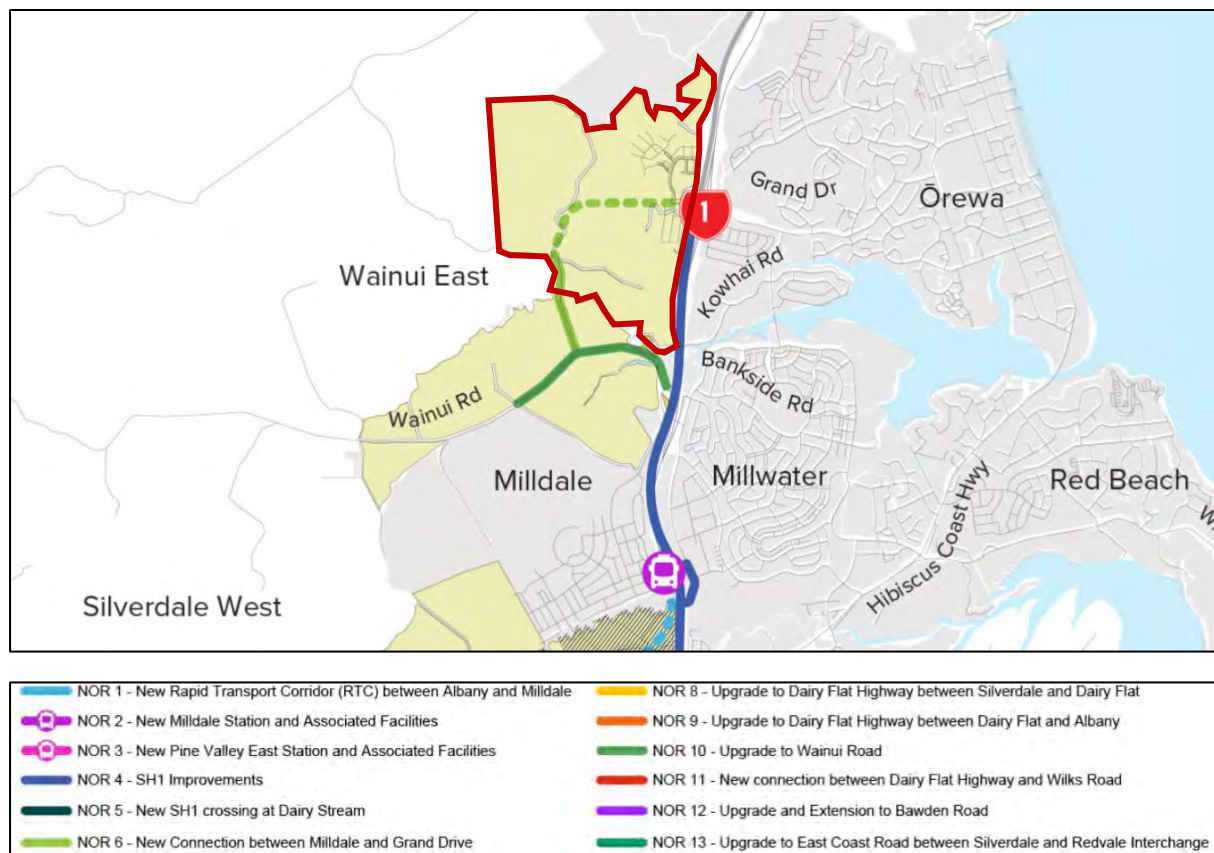 1
Grand Dr
Ōrewa
Kowhai Rd
Wainui East
Bankside Rd
Wainui Rd
Milldale
Millwater
Hibiscus Coast Hwy
Red Beach
W
Silverdale West
NOR 1 - New Rapid Transport Corridor (RTC) between Albany and Milldale
NOR 2 - New Milldale Station and Associated Facilities
NOR 3 - New Pine Valley East Station and Associated Facilities
NOR 4 - SH1 Improvements
NOR 5 - New SH1 crossing at Dairy Stream
NOR 6 - New Connection between Milldale and Grand Drive
NOR 8 - Upgrade to Dairy Flat Highway between Silverdale and Dairy Flat
NOR 9 - Upgrade to Dairy Flat Highway between Dairy Flat and Albany
NOR 10 - Upgrade to Wainui Road
NOR 11 - New connection between Dairy Flat Highway and Wilks Road
NOR 12 - Upgrade and Extension to Bawden Road
NOR 13 - Upgrade to East Coast Road between Silverdale and Redvale Interchange